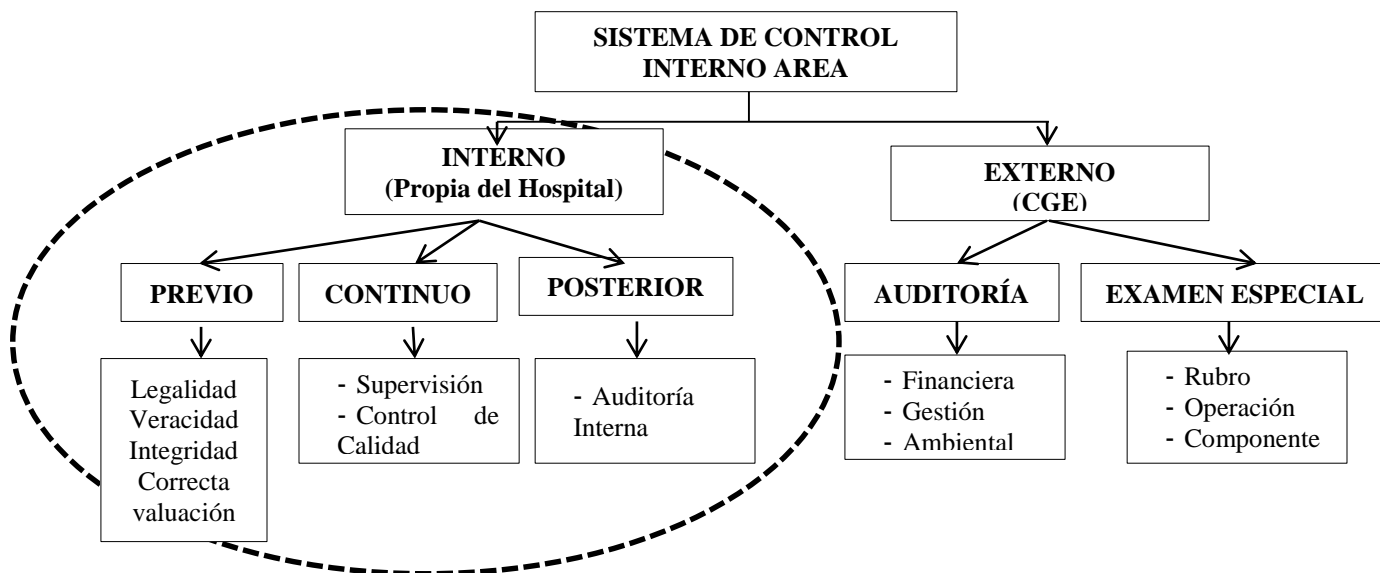 SISTEMA DE CONTROL
INTERNO AREA
INTERNO
(Propia del Hospital)
EXTERNO
(CGE)
PREVIO
CONTINUO
POSTERIOR
AUDITORÍA
EXAMEN ESPECIAL
Legalidad
Veracidad
Integridad
Correcta
valuación
- Supervisión
- Control de
Calidad
- Auditoría
Interna
- Financiera
- Gestión
- Ambiental
- Rubro
- Operación
- Componente